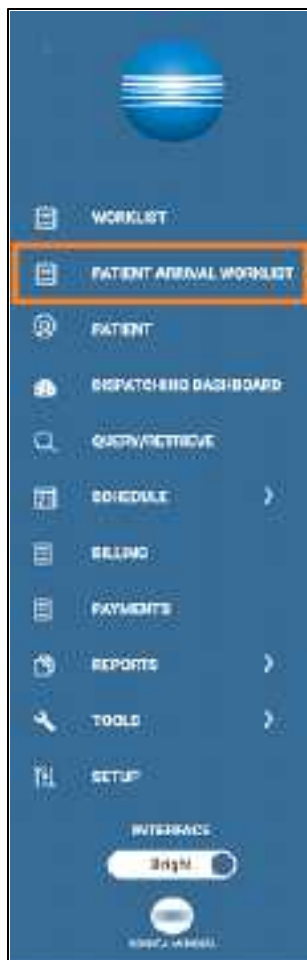 WORKLIST
PATIENT ARRIVAL WORKLIST
PATIENT
DISPATCHING DASHBOARD
QUERY/RETRIEVE
SCHEDULE
BILLING
PAYMENTS
REPORTS
TOOLS
SETUP
INTERFACE
Bright
KONICA MINOLTA